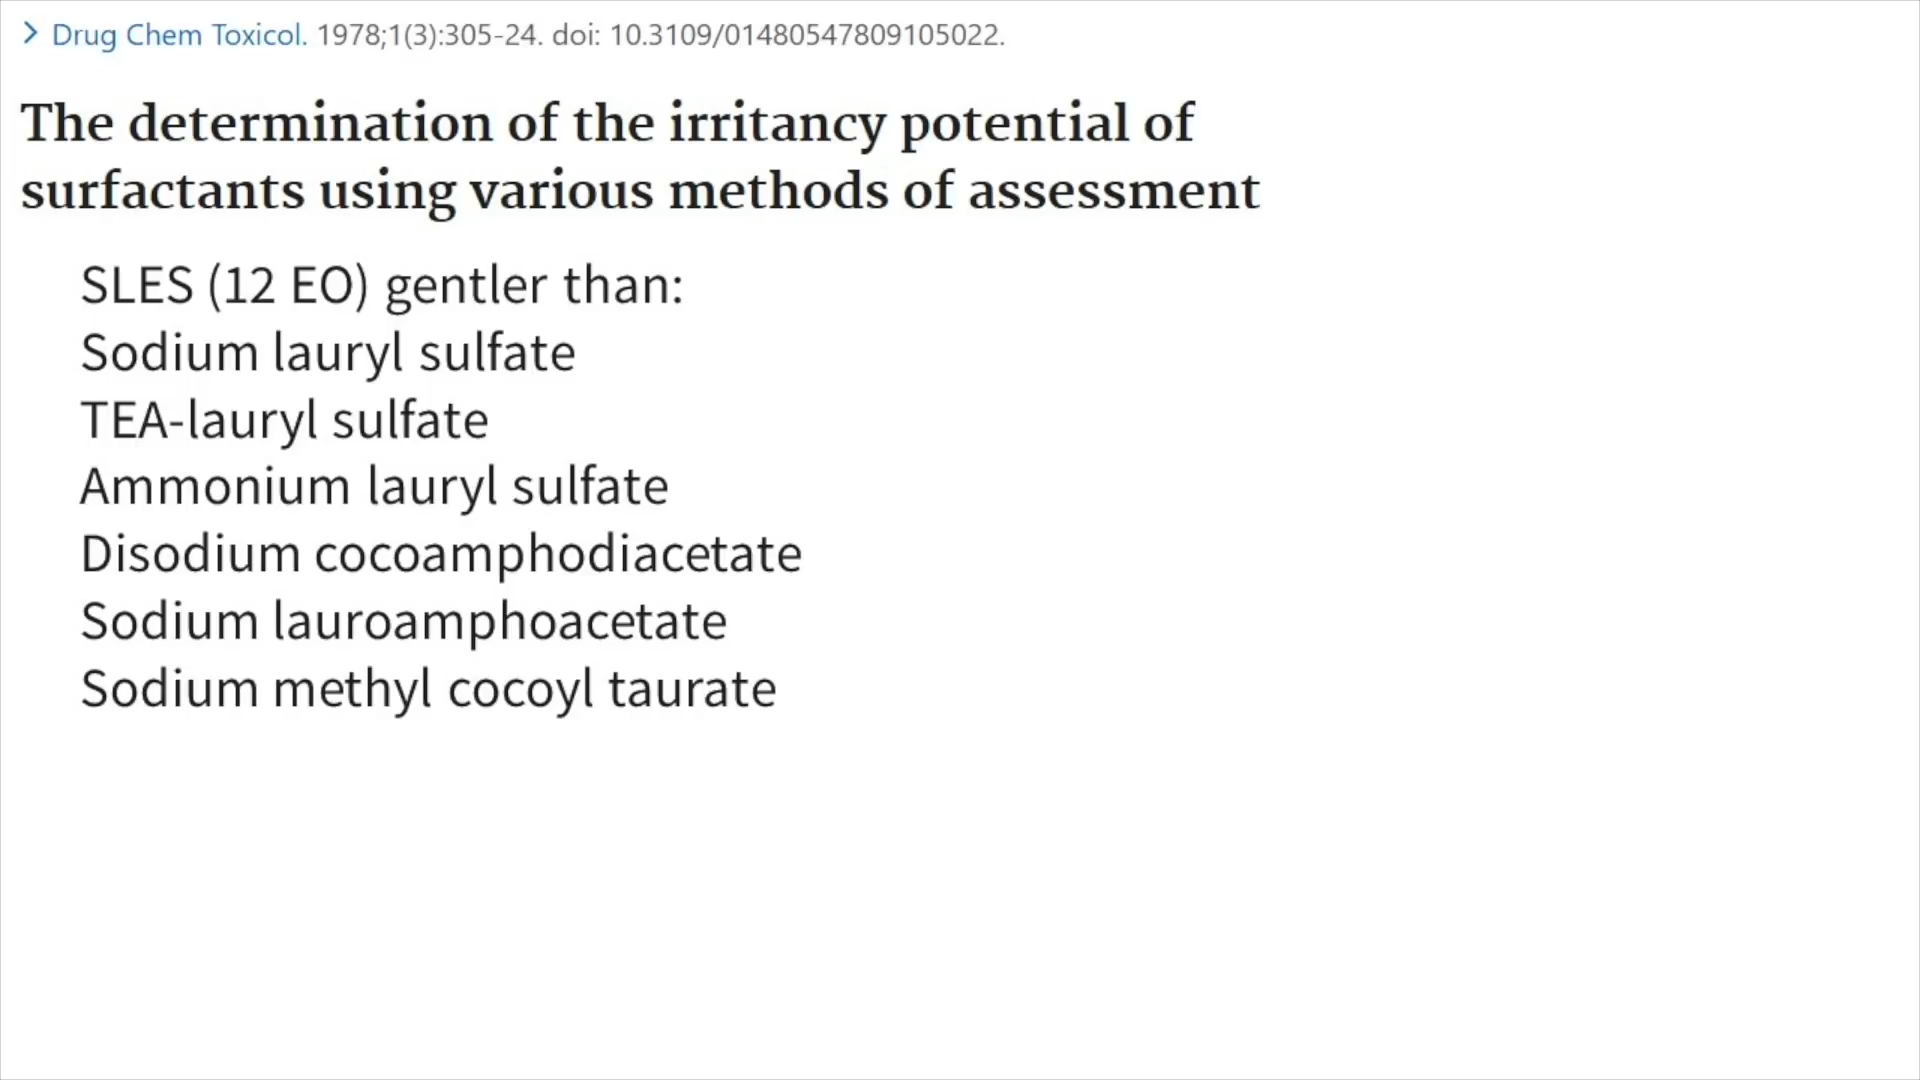 > Drug Chem Toxicol. 1978;1(3):305-24. doi: 10.3109/01480547809105022.
The determination of the irritancy potential of
surfactants using various methods of assessment
SLES (12 EO) gentler than:
Sodium lauryl sulfate
TEA-lauryl sulfate
Ammonium lauryl sulfate
Disodium cocoamphodiacetate
Sodium lauroamphoacetate
Sodium methyl cocoyl taurate